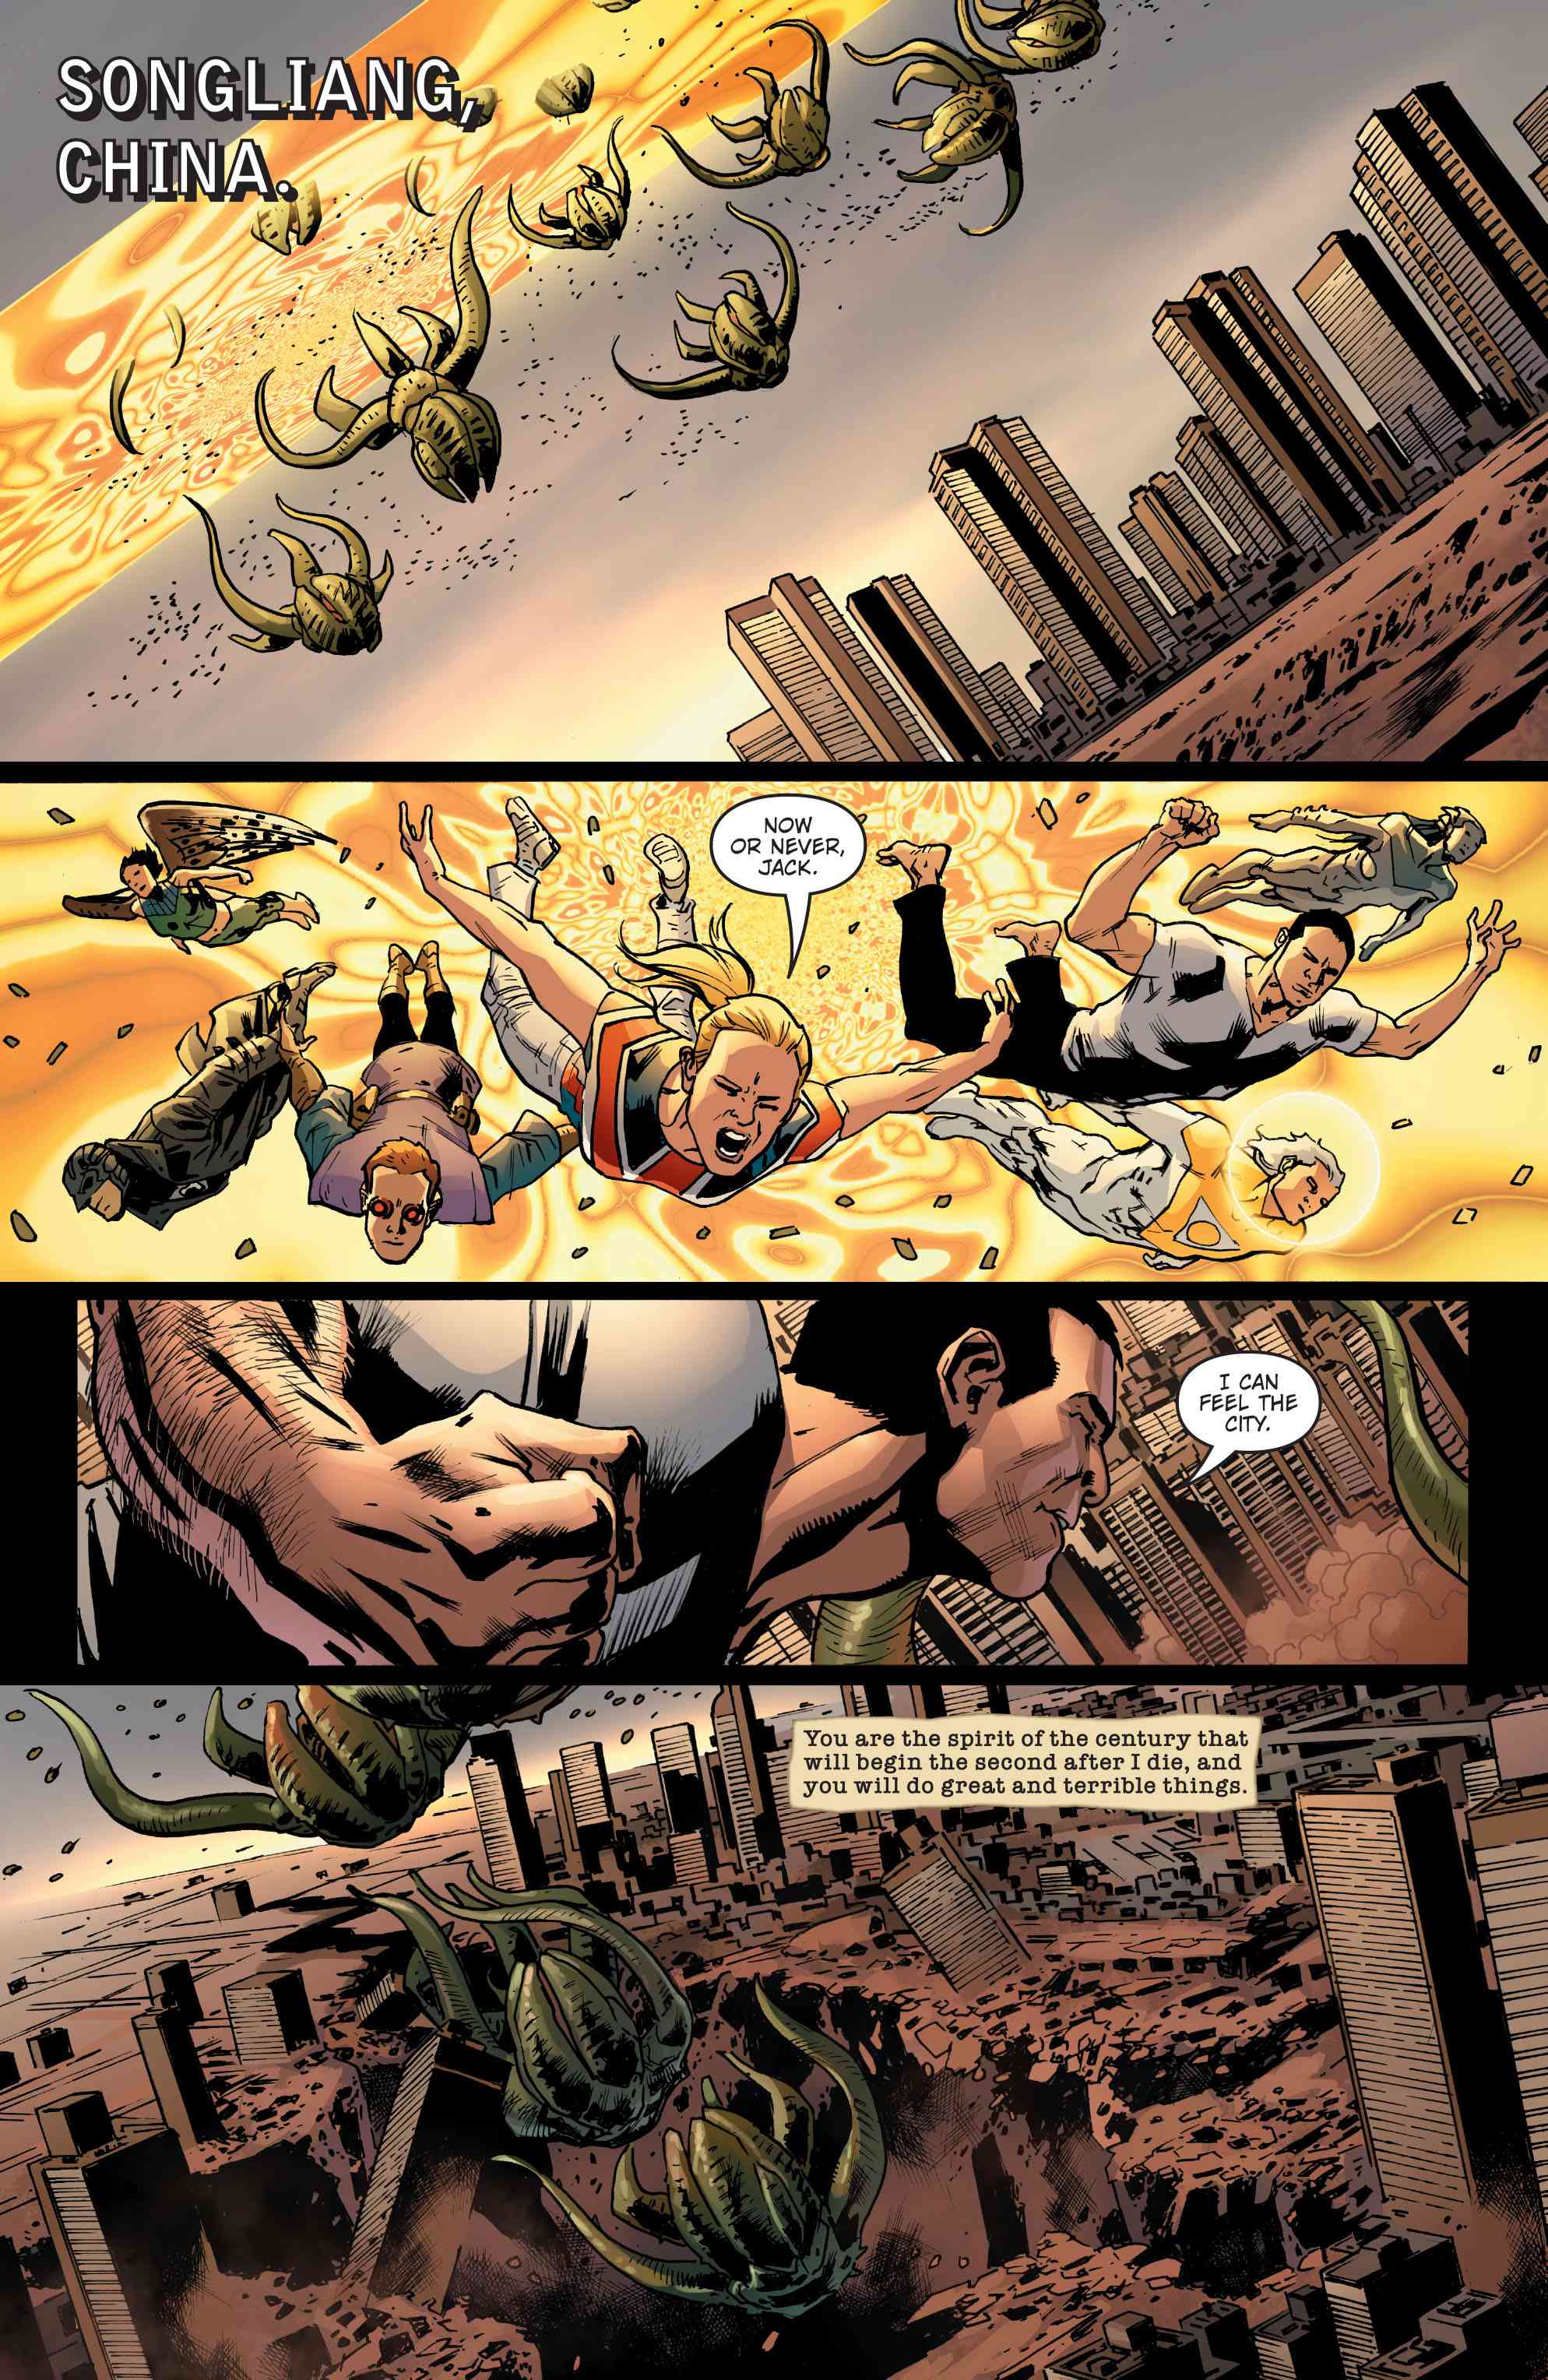 SONGLIANG,
CHINA.
NOW
OR NEVER,
JACK.
I CAN
FEEL THE
CITY.
You are the spirit of the century that
will begin the second after I die, and
you will do great and terrible things.